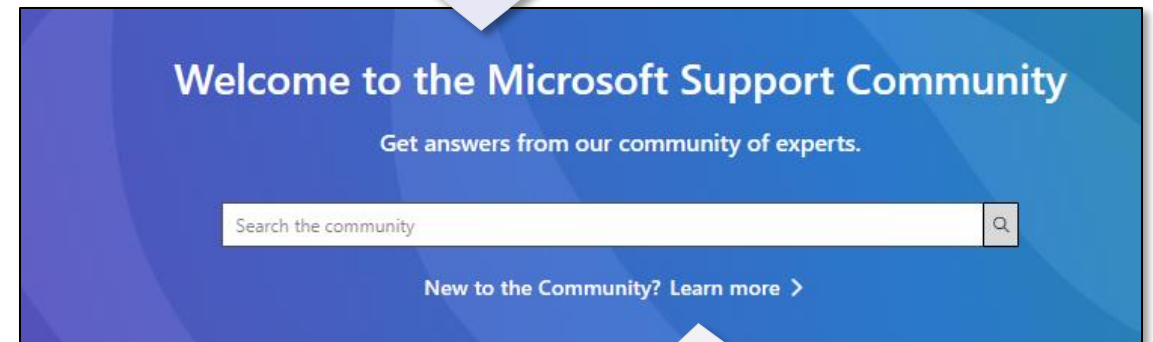 Welcome to the Microsoft Support Community
Get answers from our community of experts.
Search the community
New to the Community? Learn more >